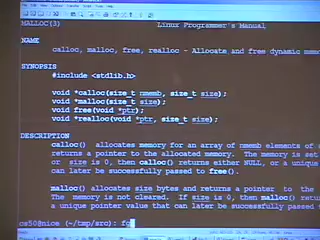 MALLOC(3) Linux Programmer's Manual
NAME
calloc, malloc, free, realloc - Allocate and free dynamic mem
SYNOPSIS
#include <stdlib.h>
void *calloc(size_t nmemb, size_t size);
void *malloc(size_t size);
void free(void *ptr);
void *realloc(void *ptr, size_t size);
DESCRIPTION
calloc() allocates memory for an array of nmemb elements of
returns a pointer to the allocated memory. The memory is set
or size is 0, then calloc() returns either NULL, or a unique
can later be successfully passed to free().
malloc() allocates size bytes and returns a pointer to the
The memory is not cleared. If size is 0, then malloc() retu
a unique pointer value that can later be successfully passed
cs50@nice (~/tmp/src): fg